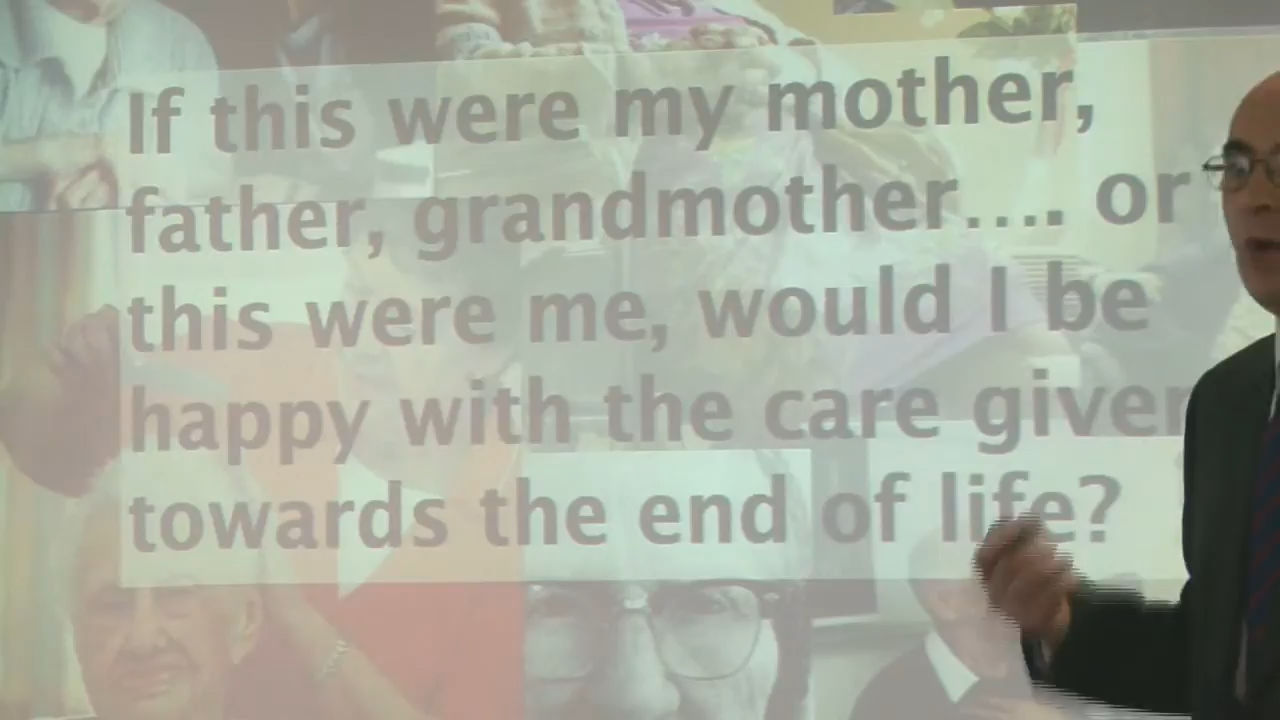 If this were my mother,
father, grandmother.... or
this were me, would I be
happy with the care given
towards the end of life?